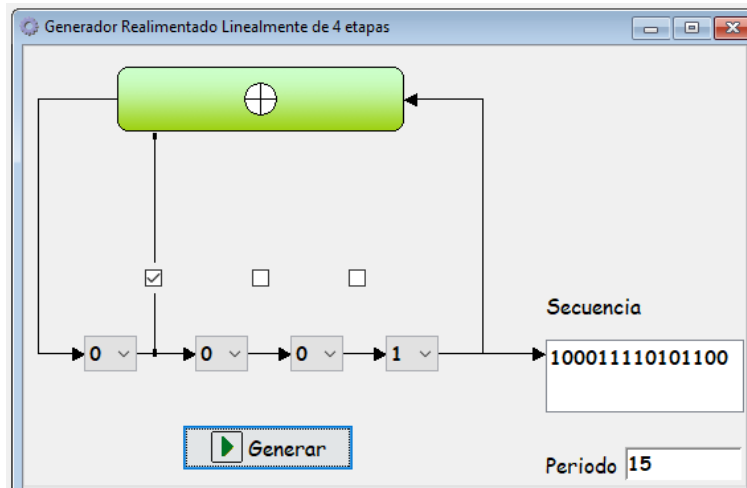 Generador Realimentado Linealmente de 4 etapas
Secuencia
0 0 0 1 100011110101100
Generar
Periodo 15